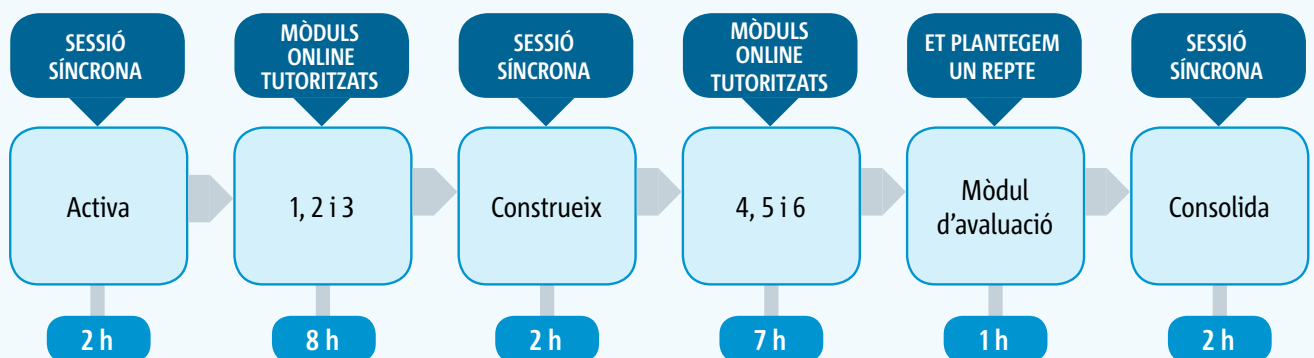 SESSIÓ
SÍNCRONA
MÒDULS
ONLINE
TUTORITZATS
SESSIÓ
SÍNCRONA
MÒDULS
ONLINE
TUTORITZATS
ET PLANTEGEM
UN REPTE
SESSIÓ
SÍNCRONA
Activa
1, 2 i 3
Construeix
4, 5 i 6
Mòdul
d’avaluació
Consolida
2 h
8 h
2 h
7 h
1 h
2 h